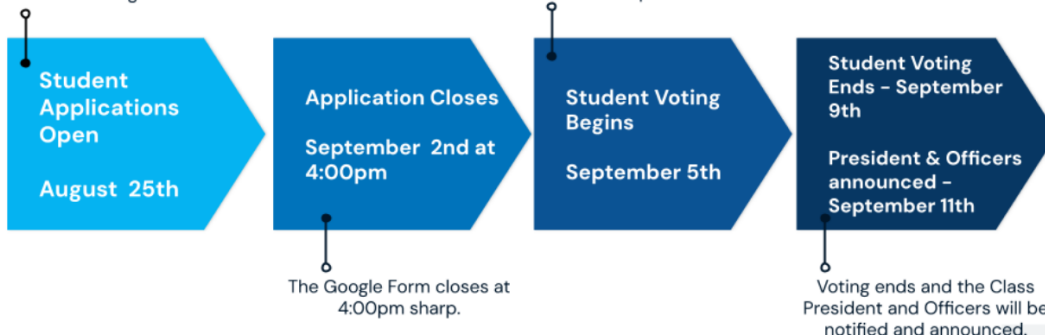 Student
Applications
Open
August 25th
Application Closes
September 2nd at
4:00pm
The Google Form closes at
4:00pm sharp.
Student Voting
Begins
September 5th
Student Voting
Ends - September
9th
President & Officers
announced -
September 11th
Voting ends and the Class
President and Officers will be
notified and announced.